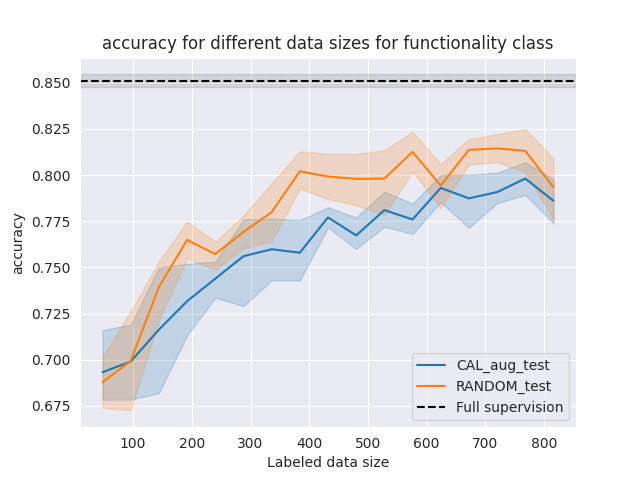 accuracy for different data sizes for functionality class
0.850
0.825
0.800
0.775
0.750
0.725
0.700
0.675
accuracy
100 200 300 400 500 600 700 800
Labeled data size
CAL_aug_test
RANDOM_test
Full supervision